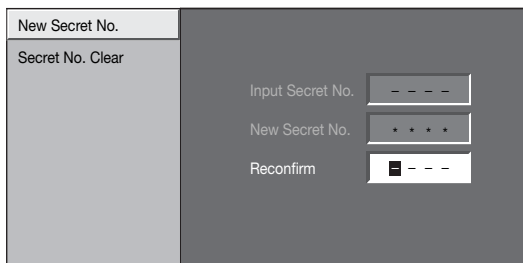 New Secret No.
Secret No. Clear
Input Secret No. – – – –
New Secret No. * * * *
Reconfirm – – – –